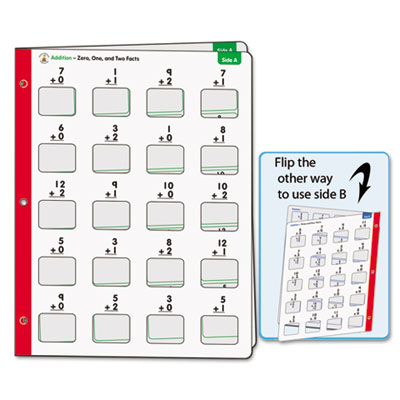 Side A
Addition – Zero, One, and Two Facts
Side A
7 1 9 7
+ 0 + 1 + 2 + 1
6 3 1 8
+ 0 + 2 + 0 + 1
12 9 10 10
+ 2 + 1 + 0 + 2
5 3 8 12
+ 0 + 1 + 2 + 1
9 5 3 5
+ 0 + 2 + 0 + 1
Flip the
other way
to use side B